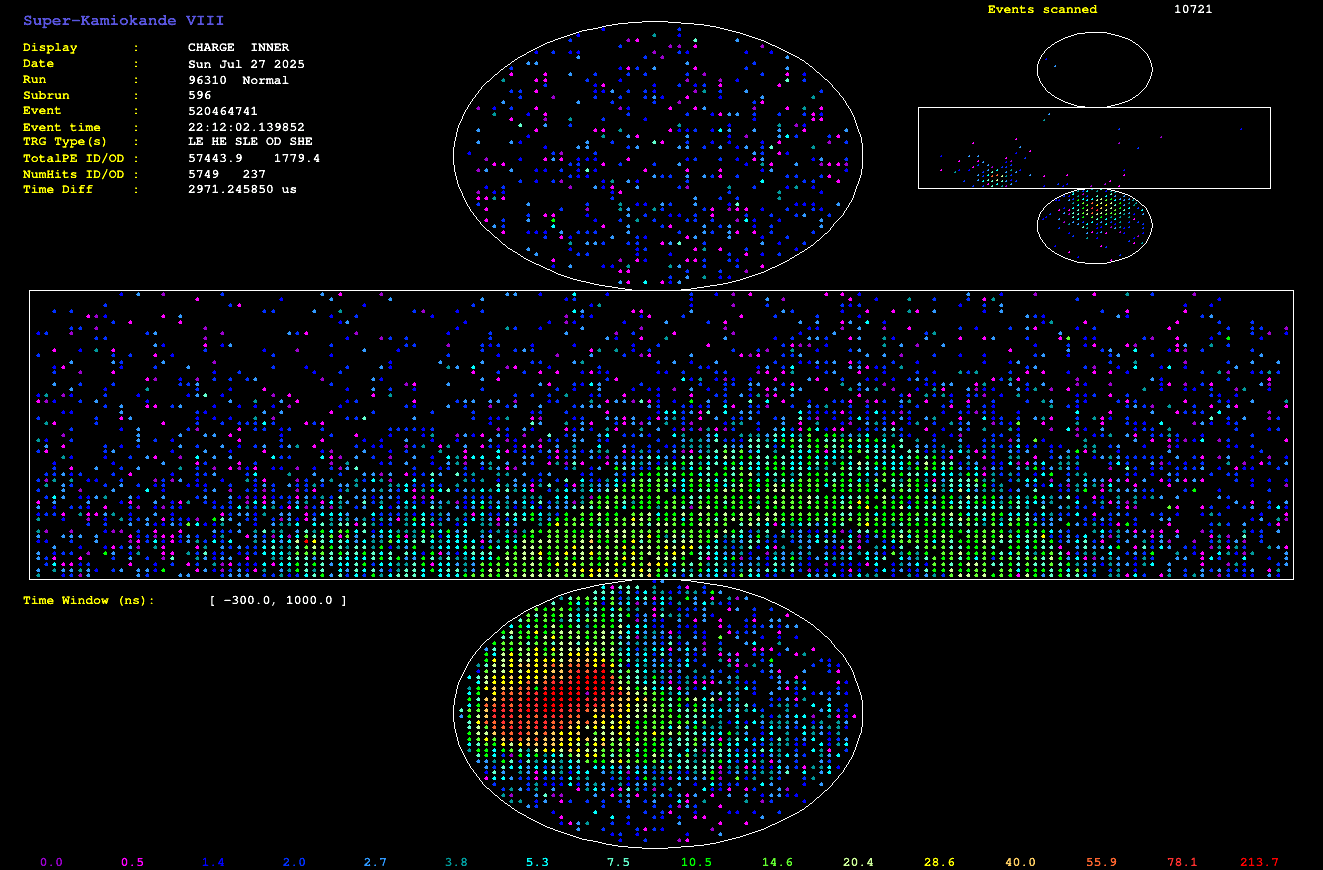 Super-Kamiokande VIII
Events scanned 10721
Display : CHARGE INNER
Date : Sun Jul 27 2025
Run : 96310 Normal
Subrun : 596
Event : 520464741
Event time : 22:12:02.139852
TRG Type(s) : LE HE SLE OD SHE
TotalPE ID/OD : 57443.9 1779.4
NumHits ID/OD : 5749 237
Time Diff : 2971.245850 us
Time Window (ns): [ -300.0, 1000.0 ]
0.0 0.5 1.4 2.0 2.7 3.8 5.3 7.5 10.5 14.6 20.4 28.6 40.0 55.9 78.1 213.7